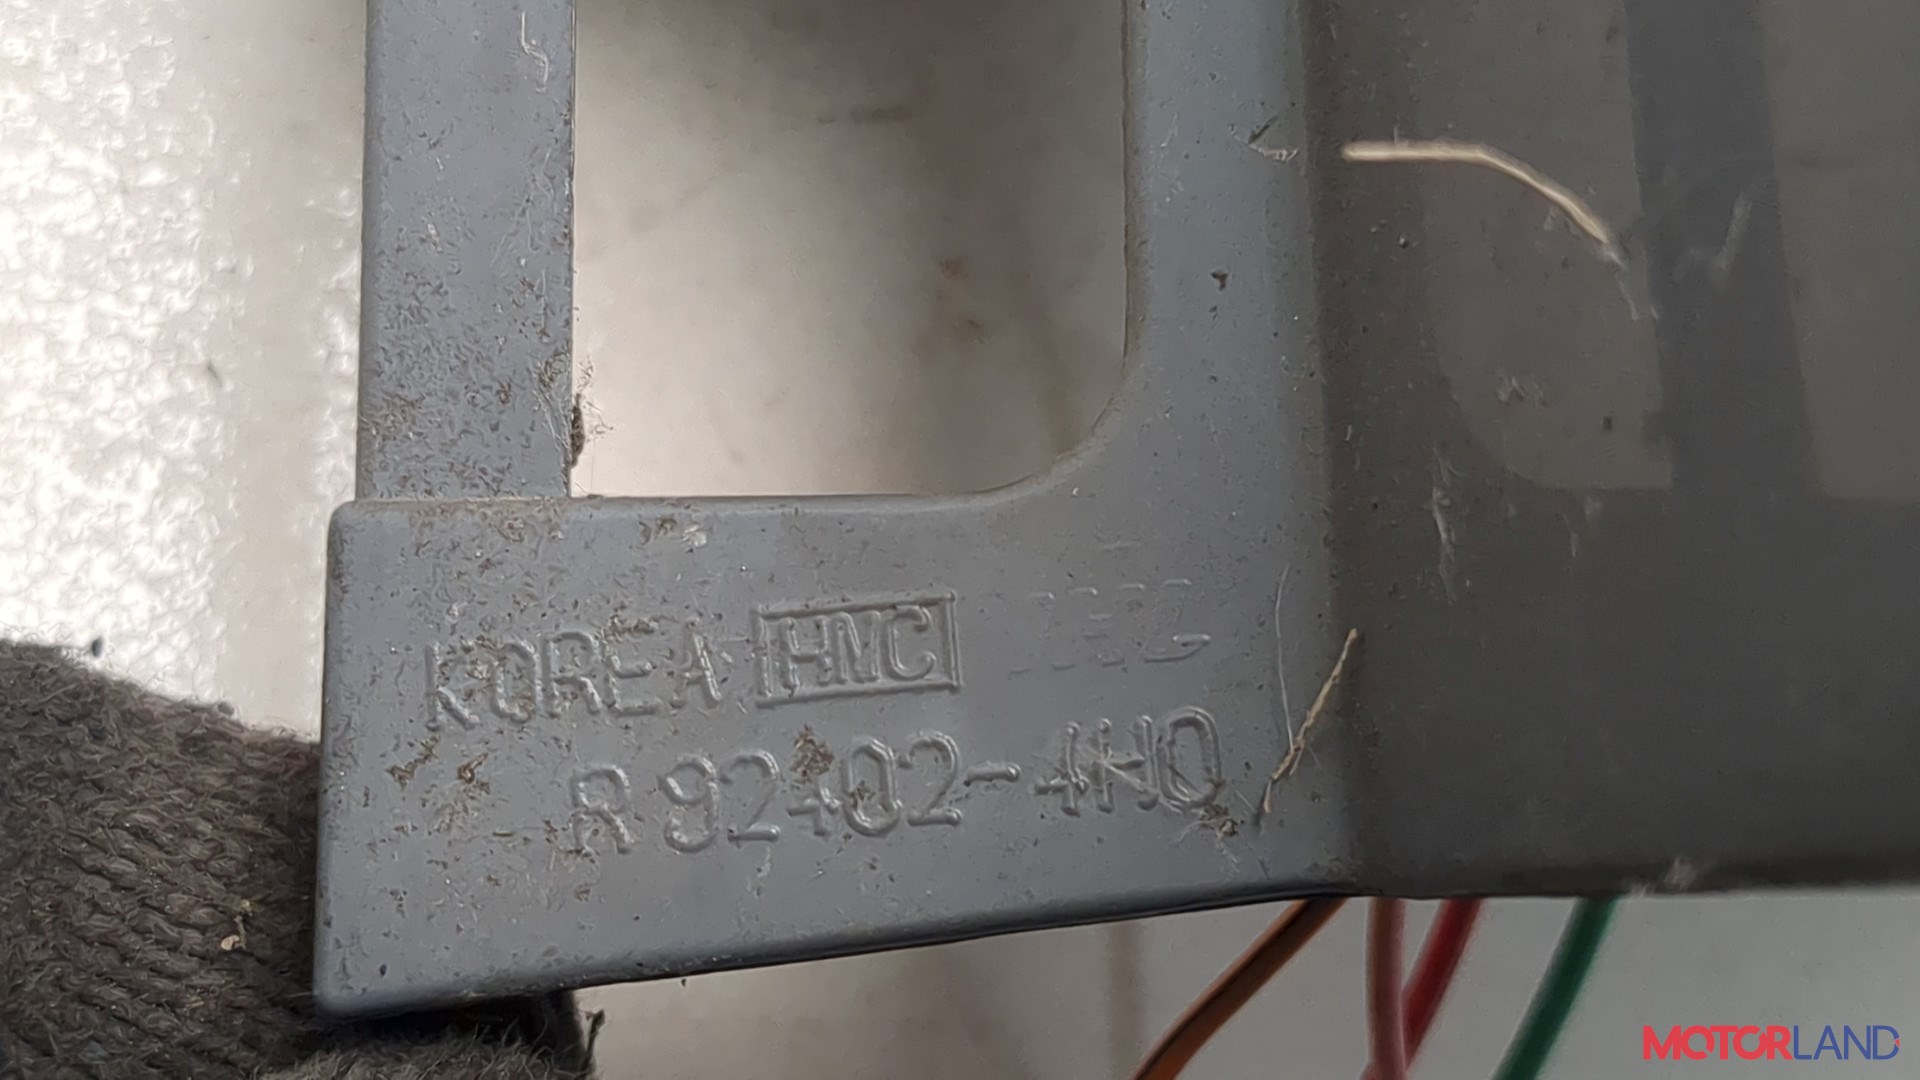 KOREA HMC
R 92402-4H0
MOTORLAND